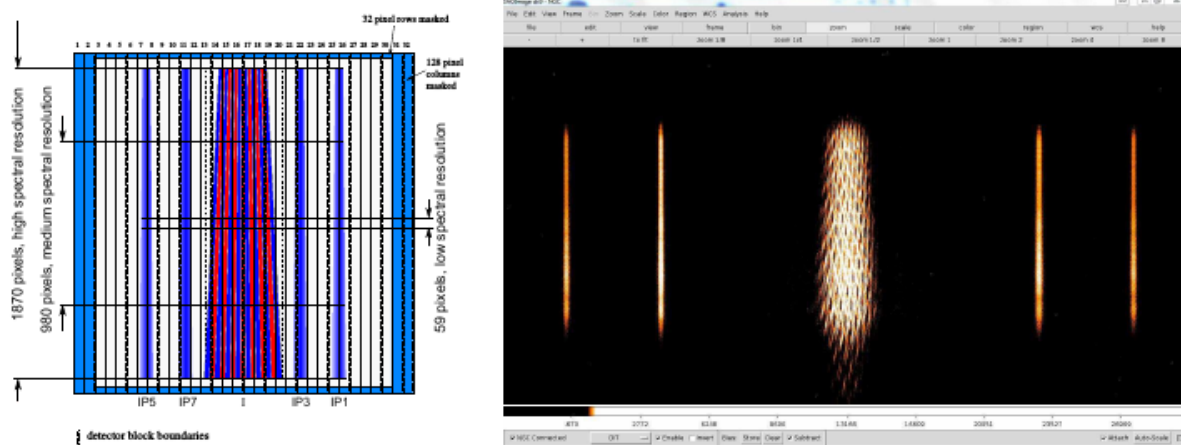 32 pixel rows masked
1 2 3 4 5 6 7 8 9 10 11 12 13 14 15 16 17 18 19 20 21 22 23 24 25 26 27 28 29 30 31 32
128 pixel
columns
masked
1870 pixels, high spectral resolution
980 pixels, medium spectral resolution
59 pixels, low spectral resolution
IP5 IP7 I IP3 IP1
detector block boundaries
File Edit View Frame Bin Zoom Scale Color Region WCS Analysis Help
file edit view frame bin zoom scale color region wcs help
- + to fit zoom 1/8 zoom 1/4 zoom 1/2 zoom 1 zoom 2 zoom 4 zoom 8
NGC Connected DIT Enable Invert Bias: Store Clear Subtract
Attach Auto-Scale